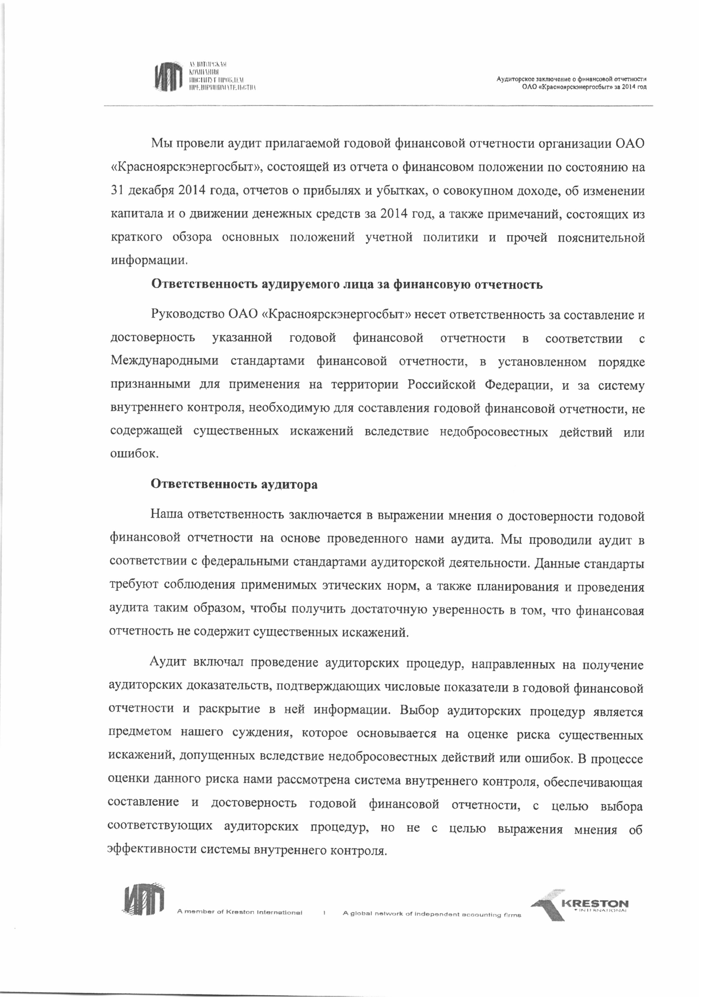 ИПП
АУДИТОРСКАЯ
КОМПАНИЯ
ИНСТИТУТ ПРОБЛЕМ
ПРЕДПРИНИМАТЕЛЬСТВА
Аудиторское заключение о финансовой отчетности
ОАО «Красноярскэнергосбыт» за 2014 год
Мы провели аудит прилагаемой годовой финансовой отчетности организации ОАО
«Красноярскэнергосбыт», состоящей из отчета о финансовом положении по состоянию на
31 декабря 2014 года, отчетов о прибылях и убытках, о совокупном доходе, об изменении
капитала и о движении денежных средств за 2014 год, а также примечаний, состоящих из
краткого обзора основных положений учетной политики и прочей пояснительной
информации.
Ответственность аудируемого лица за финансовую отчетность
Руководство ОАО «Красноярскэнергосбыт» несет ответственность за составление и
достоверность указанной годовой финансовой отчетности в соответствии с
Международными стандартами финансовой отчетности, в установленном порядке
признанными для применения на территории Российской Федерации, и за систему
внутреннего контроля, необходимую для составления годовой финансовой отчетности, не
содержащей существенных искажений вследствие недобросовестных действий или
ошибок.
Ответственность аудитора
Наша ответственность заключается в выражении мнения о достоверности годовой
финансовой отчетности на основе проведенного нами аудита. Мы проводили аудит в
соответствии с федеральными стандартами аудиторской деятельности. Данные стандарты
требуют соблюдения применимых этических норм, а также планирования и проведения
аудита таким образом, чтобы получить достаточную уверенность в том, что финансовая
отчетность не содержит существенных искажений.
Аудит включал проведение аудиторских процедур, направленных на получение
аудиторских доказательств, подтверждающих числовые показатели в годовой финансовой
отчетности и раскрытие в ней информации. Выбор аудиторских процедур является
предметом нашего суждения, которое основывается на оценке риска существенных
искажений, допущенных вследствие недобросовестных действий или ошибок. В процессе
оценки данного риска нами рассмотрена система внутреннего контроля, обеспечивающая
составление и достоверность годовой финансовой отчетности, с целью выбора
соответствующих аудиторских процедур, но не с целью выражения мнения об
эффективности системы внутреннего контроля.
ИПП
A member of Kreston International | A global network of independent accounting firms
KRESTON
INTERNATIONAL